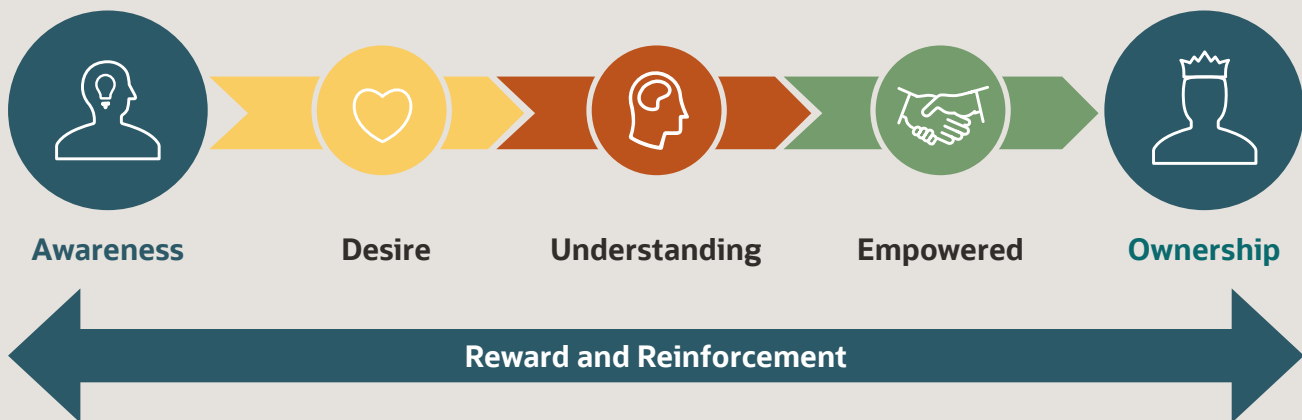 Awareness
Desire
Understanding
Empowered
Ownership
Reward and Reinforcement